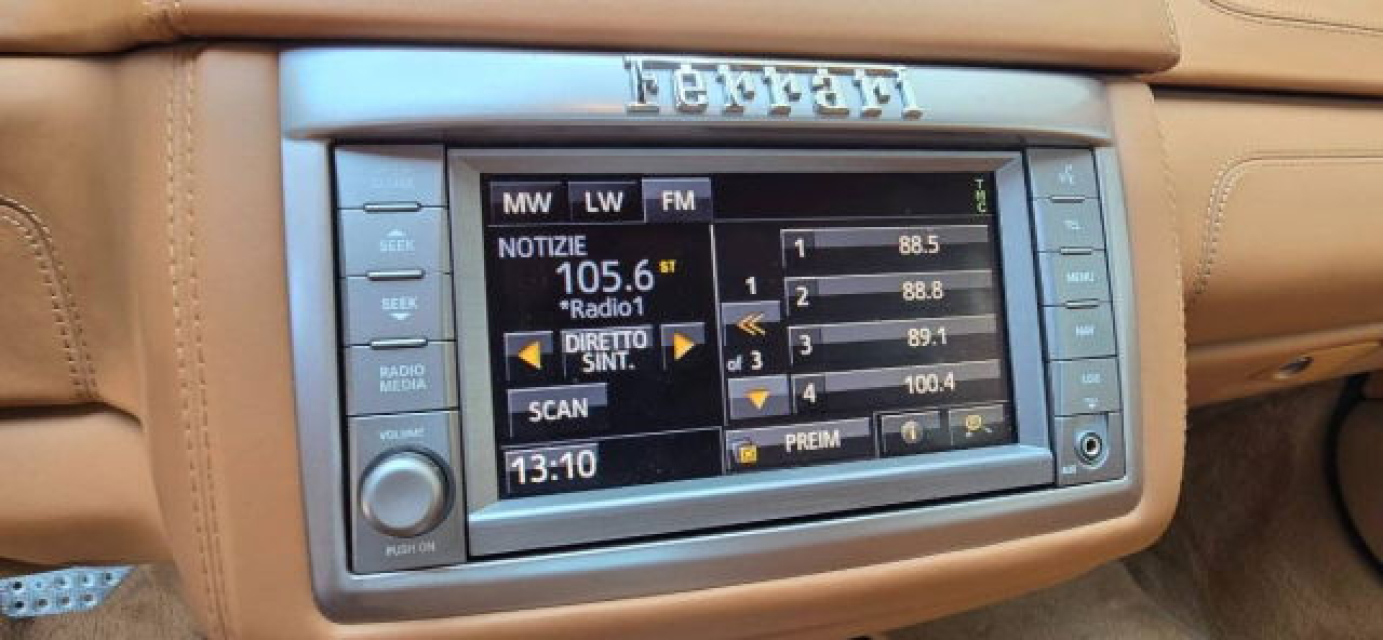 Ferrari
SEEK
SEEK
RADIO
MEDIA
VOLUME
PUSH ON
MW LW FM
TMC
NOTIZIE
105.6 ST
*Radio1
DIRETTO
SINT.
SCAN
13:10
1
of 3
1 88.5
2 88.8
3 89.1
4 100.4
PREIM
i
TEL
MENU
NAV
AUX